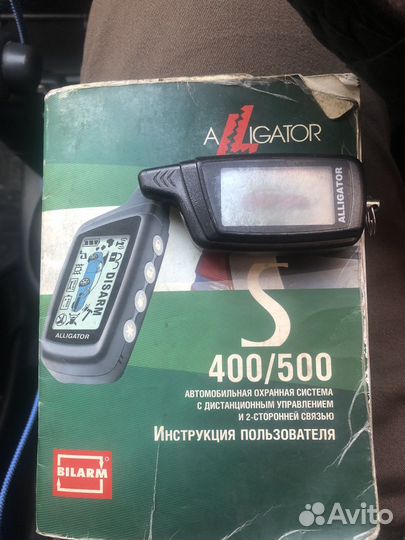 ALLIGATOR
ALLIGATOR
DISARM
ALLIGATOR
S
400/500
АВТОМОБИЛЬНАЯ ОХРАННАЯ СИСТЕМА
С ДИСТАНЦИОННЫМ УПРАВЛЕНИЕМ
И 2-СТОРОННЕЙ СВЯЗЬЮ
ИНСТРУКЦИЯ ПОЛЬЗОВАТЕЛЯ
BILARM
Avito